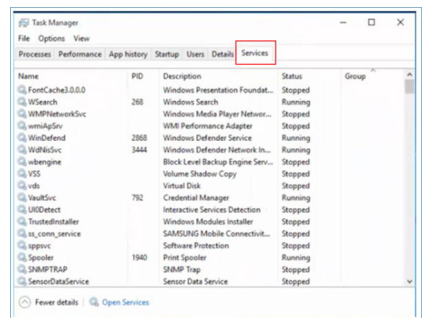 Task Manager
File Options View
Processes Performance App history Startup Users Details Services
Name PID Description Status Group
FontCache3.0.0.0 Windows Presentation Foundat... Stopped
WSearch 268 Windows Search Running
WMPNetworkSvc Windows Media Player Networ... Stopped
wmiApSrv WMI Performance Adapter Stopped
WinDefend 2868 Windows Defender Service Running
WdNisSvc 3444 Windows Defender Network In... Running
wbengine Block Level Backup Engine Serv... Stopped
VSS Volume Shadow Copy Stopped
vds Virtual Disk Stopped
VaultSvc 792 Credential Manager Running
UI0Detect Interactive Services Detection Stopped
TrustedInstaller Windows Modules Installer Stopped
ss_conn_service SAMSUNG Mobile Connectivit... Stopped
sppsvc Software Protection Stopped
Spooler 1940 Print Spooler Running
SNMPTRAP SNMP Trap Stopped
SensorDataService Sensor Data Service Stopped
Fewer details Open Services